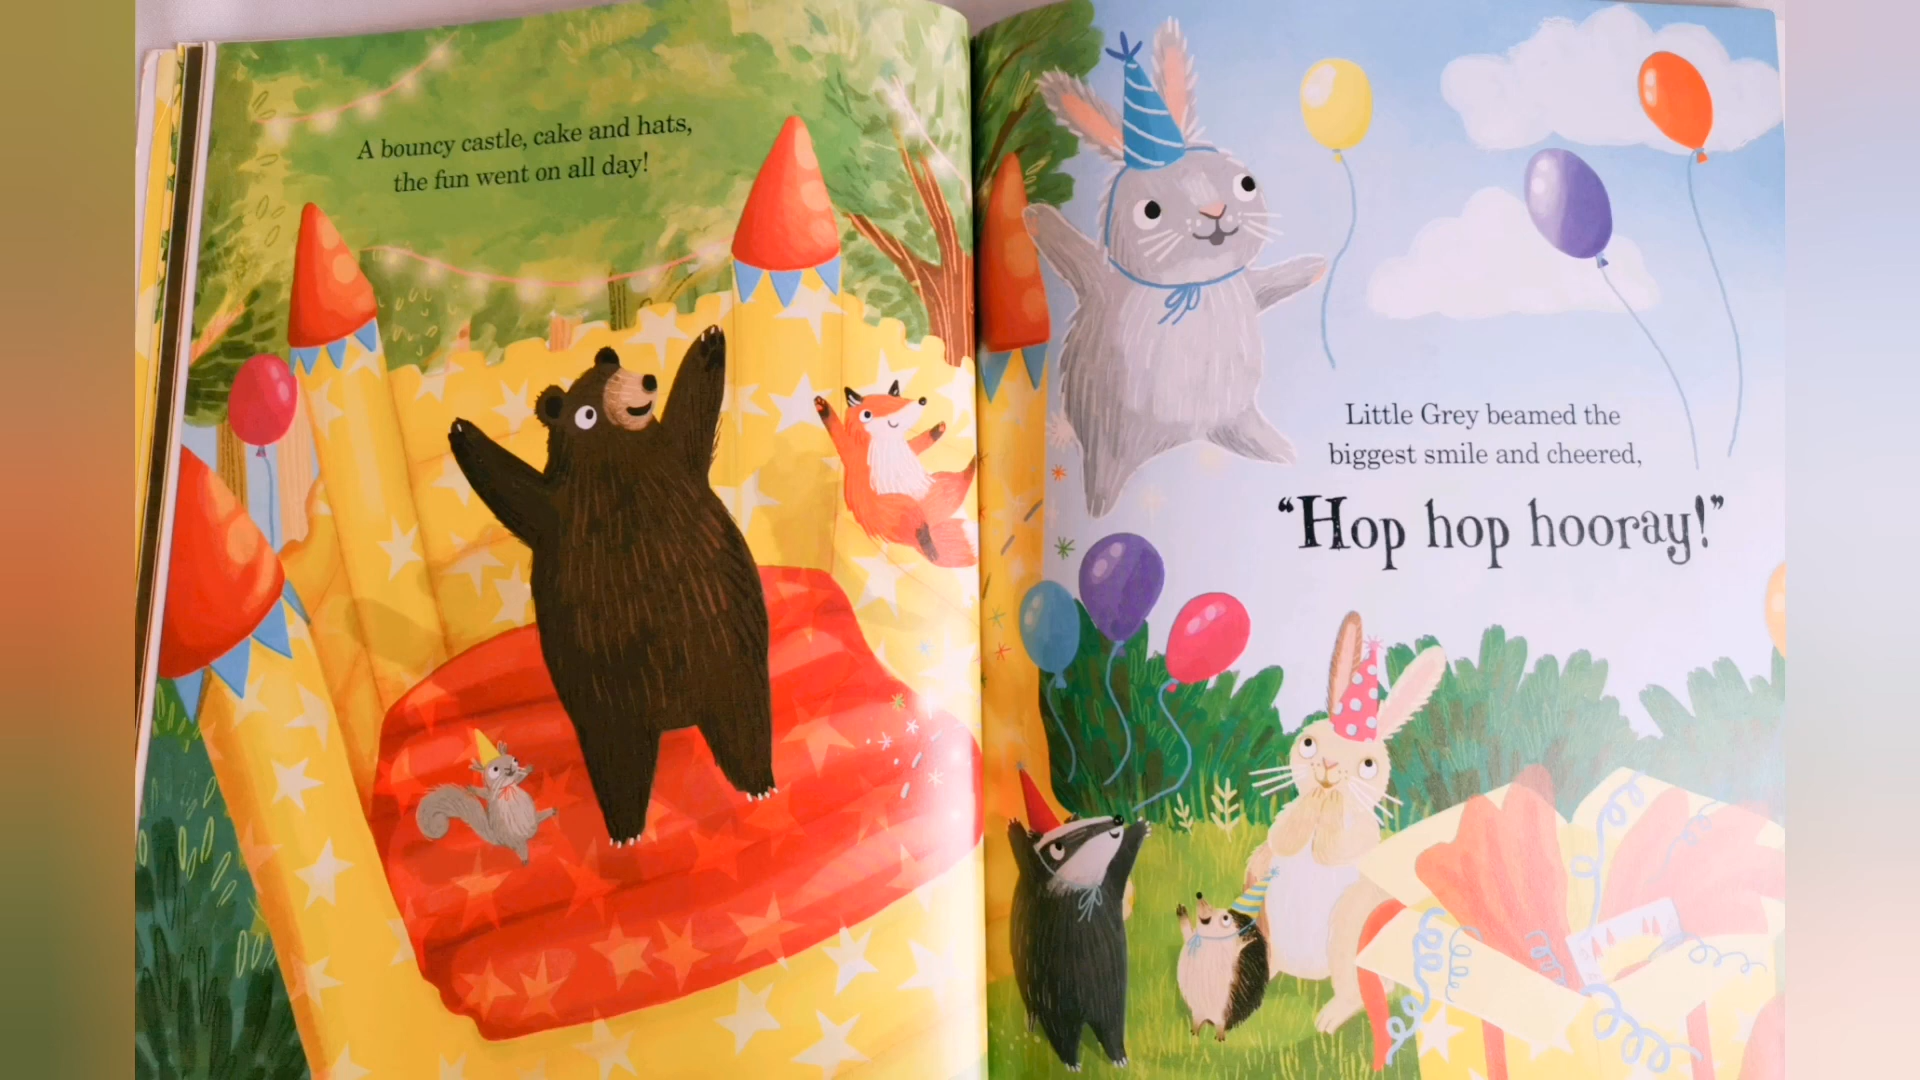 A bouncy castle, cake and hats,
the fun went on all day!
Little Grey beamed the
biggest smile and cheered,
“Hop hop hooray!”